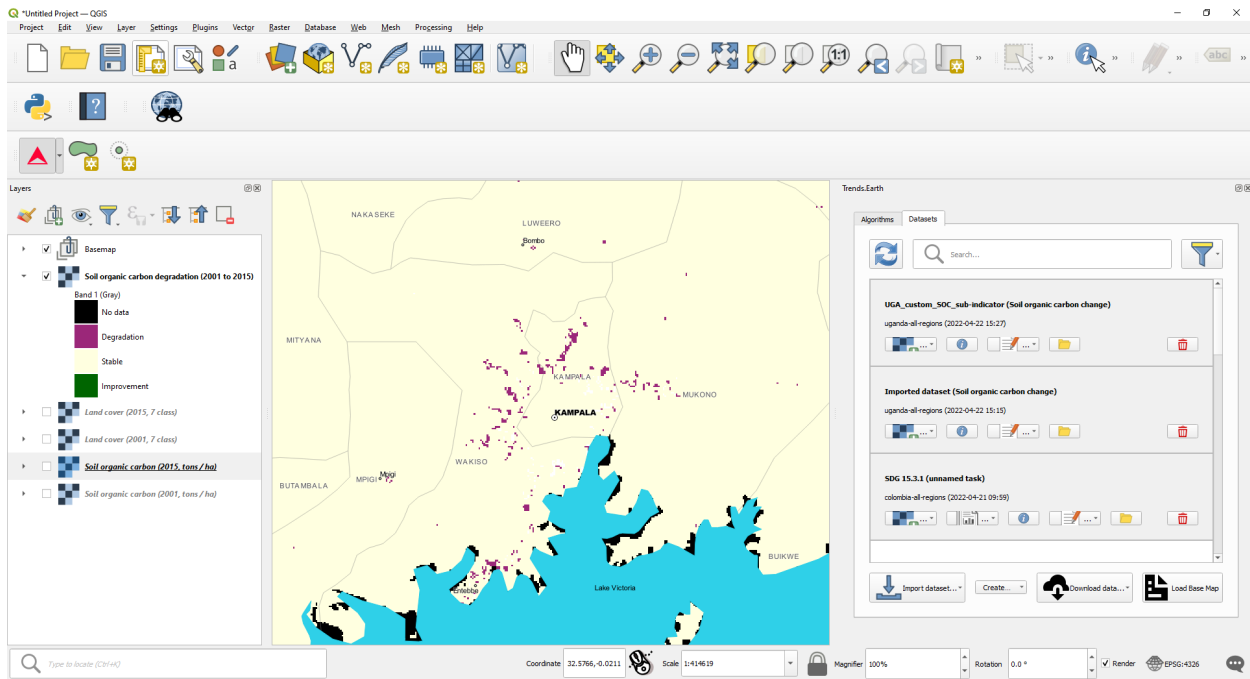 *Untitled Project — QGIS
Project Edit View Layer Settings Plugins Vector Raster Database Web Mesh Processing Help
1:1
abc
a
?
Layers
Basemap
Soil organic carbon degradation (2001 to 2015)
Band 1 (Gray)
No data
Degradation
Stable
Improvement
Land cover (2015, 7 class)
Land cover (2001, 7 class)
Soil organic carbon (2015, tons / ha)
Soil organic carbon (2001, tons / ha)
NAKASEKE
LUWEERO
Bombo
MITYANA
KAMPALA
MUKONO
KAMPALA
WAKISO
BUTAMBALA
MPIGI
Mpigi
BUIKWE
Entebbe
Lake Victoria
Trends.Earth
Algorithms Datasets
Search...
UGA_custom_SOC_sub-indicator (Soil organic carbon change)
uganda-all-regions (2022-04-22 15:27)
Imported dataset (Soil organic carbon change)
uganda-all-regions (2022-04-22 15:15)
SDG 15.3.1 (unnamed task)
colombia-all-regions (2022-04-21 09:59)
Import dataset... Create... Download data... Load Base Map
Type to locate (Ctrl+K) Coordinate 32.5766,-0.0211 Scale 1:414619 Magnifier 100% Rotation 0.0 ° Render EPSG:4326